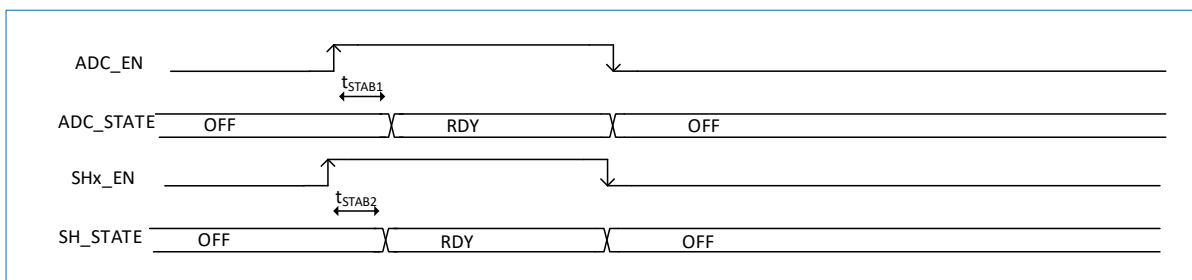 ADC_EN
tSTAB1
ADC_STATE OFF RDY OFF
SHx_EN
tSTAB2
SH_STATE OFF RDY OFF